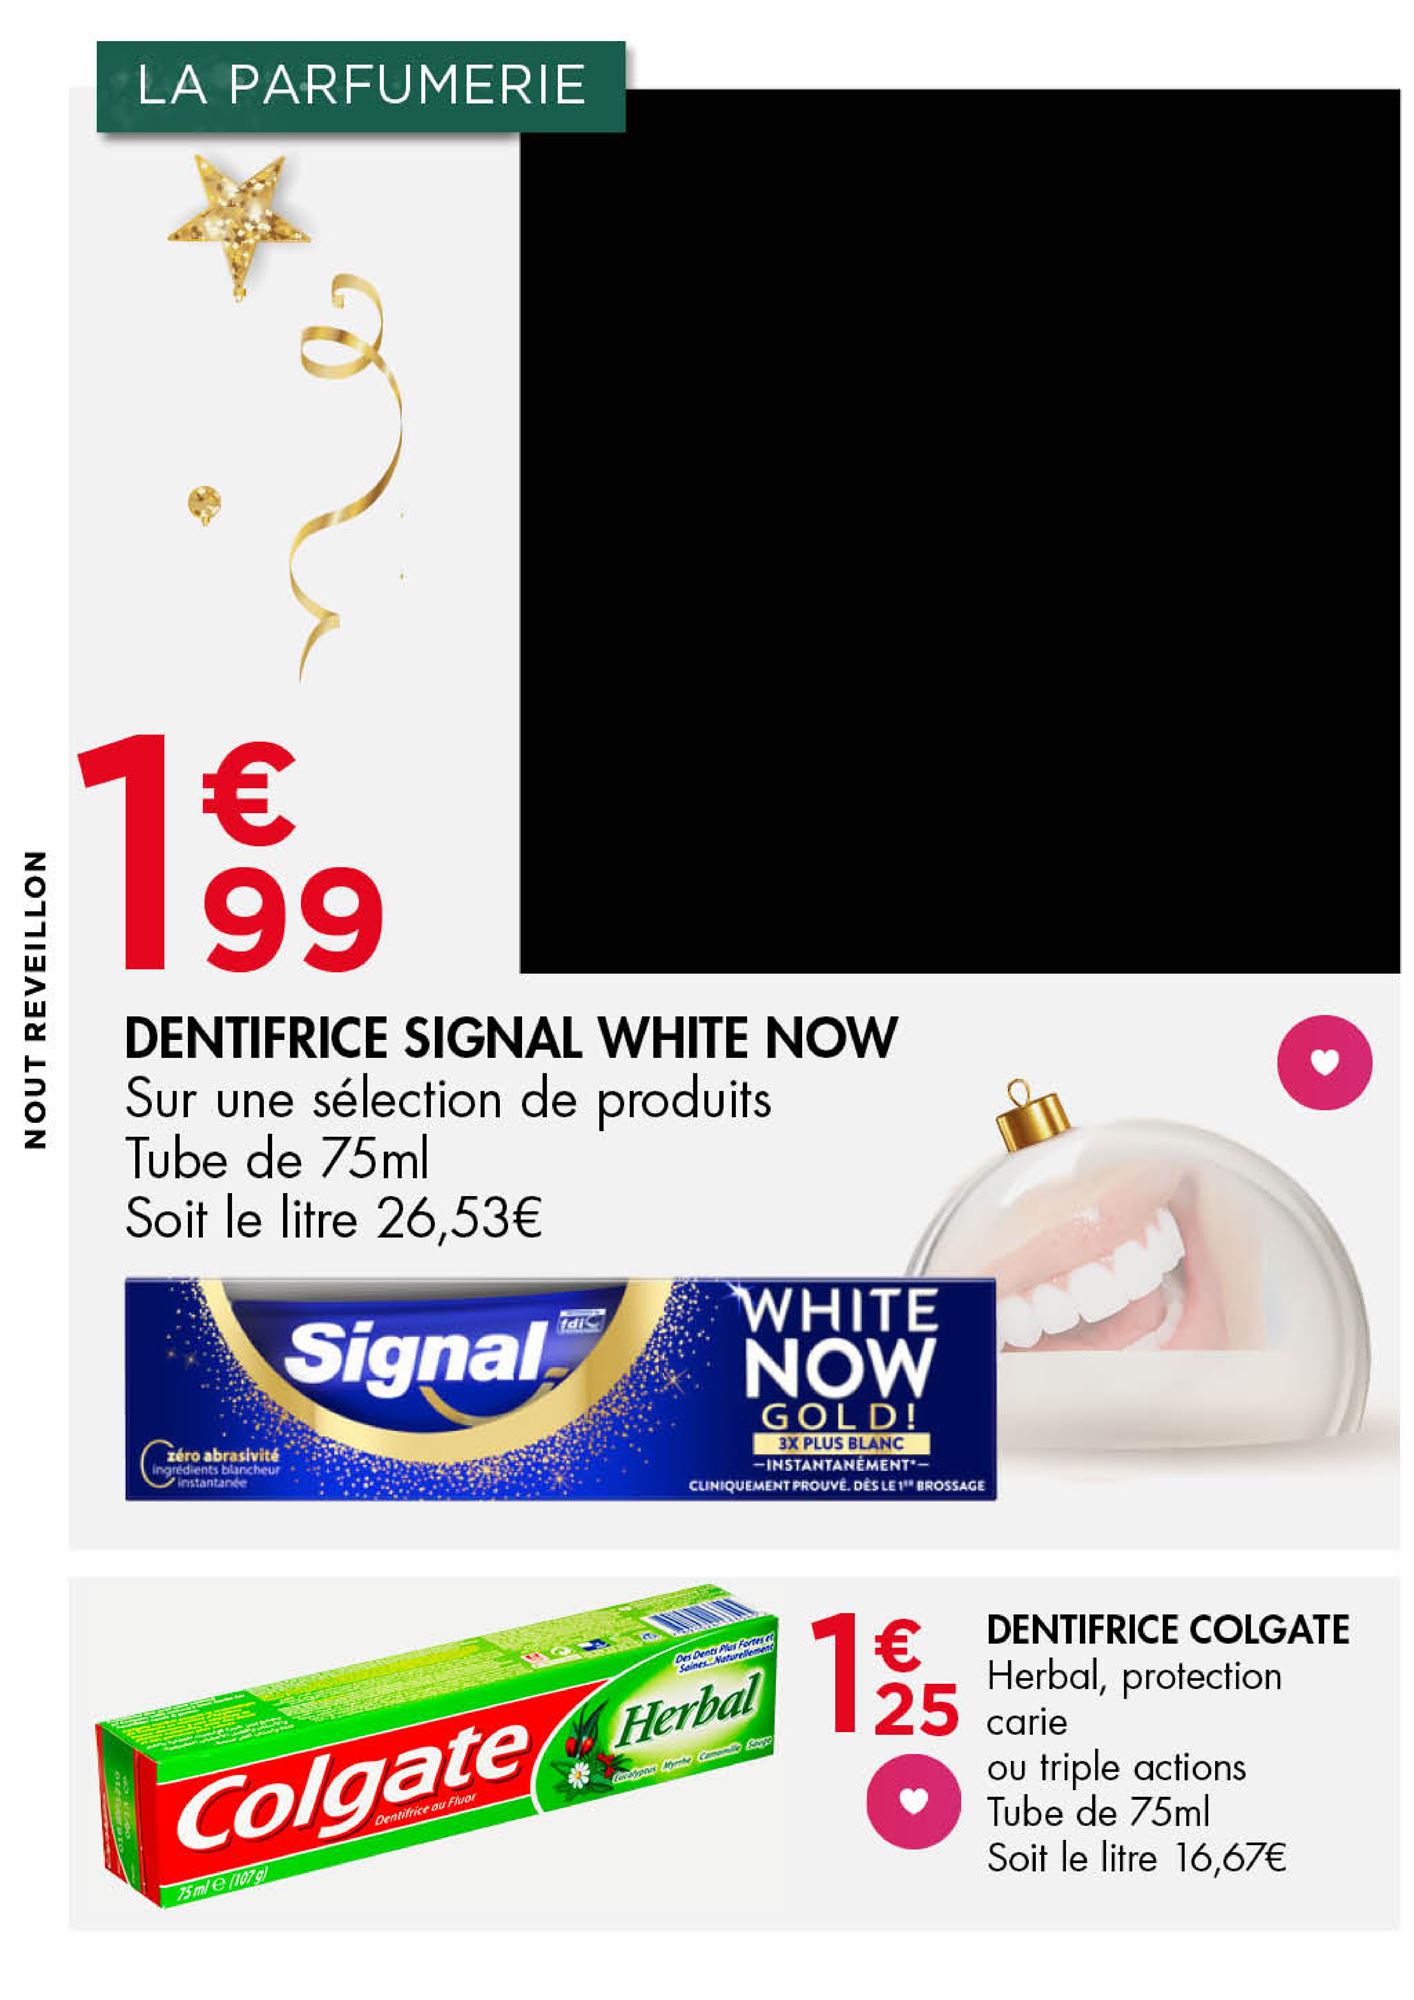 LA PARFUMERIE
NOUT REVEILLON
1€
99
DENTIFRICE SIGNAL WHITE NOW
Sur une sélection de produits
Tube de 75ml
Soit le litre 26,53€
Signal
fdi
zéro abrasivité
ingrédients blancheur
instantanée
WHITE
NOW
GOLD!
3X PLUS BLANC
-INSTANTANÉMENT*-
CLINIQUEMENT PROUVÉ. DÈS LE 1ER BROSSAGE
Des Dents Plus Fortes et
Saines...Naturellement
Herbal
Eucalyptus Myrrhe Camomille Sauge
Colgate
Dentifrice au Fluor
75 ml e (107 g)
1€
25
DENTIFRICE COLGATE
Herbal, protection
carie
ou triple actions
Tube de 75ml
Soit le litre 16,67€